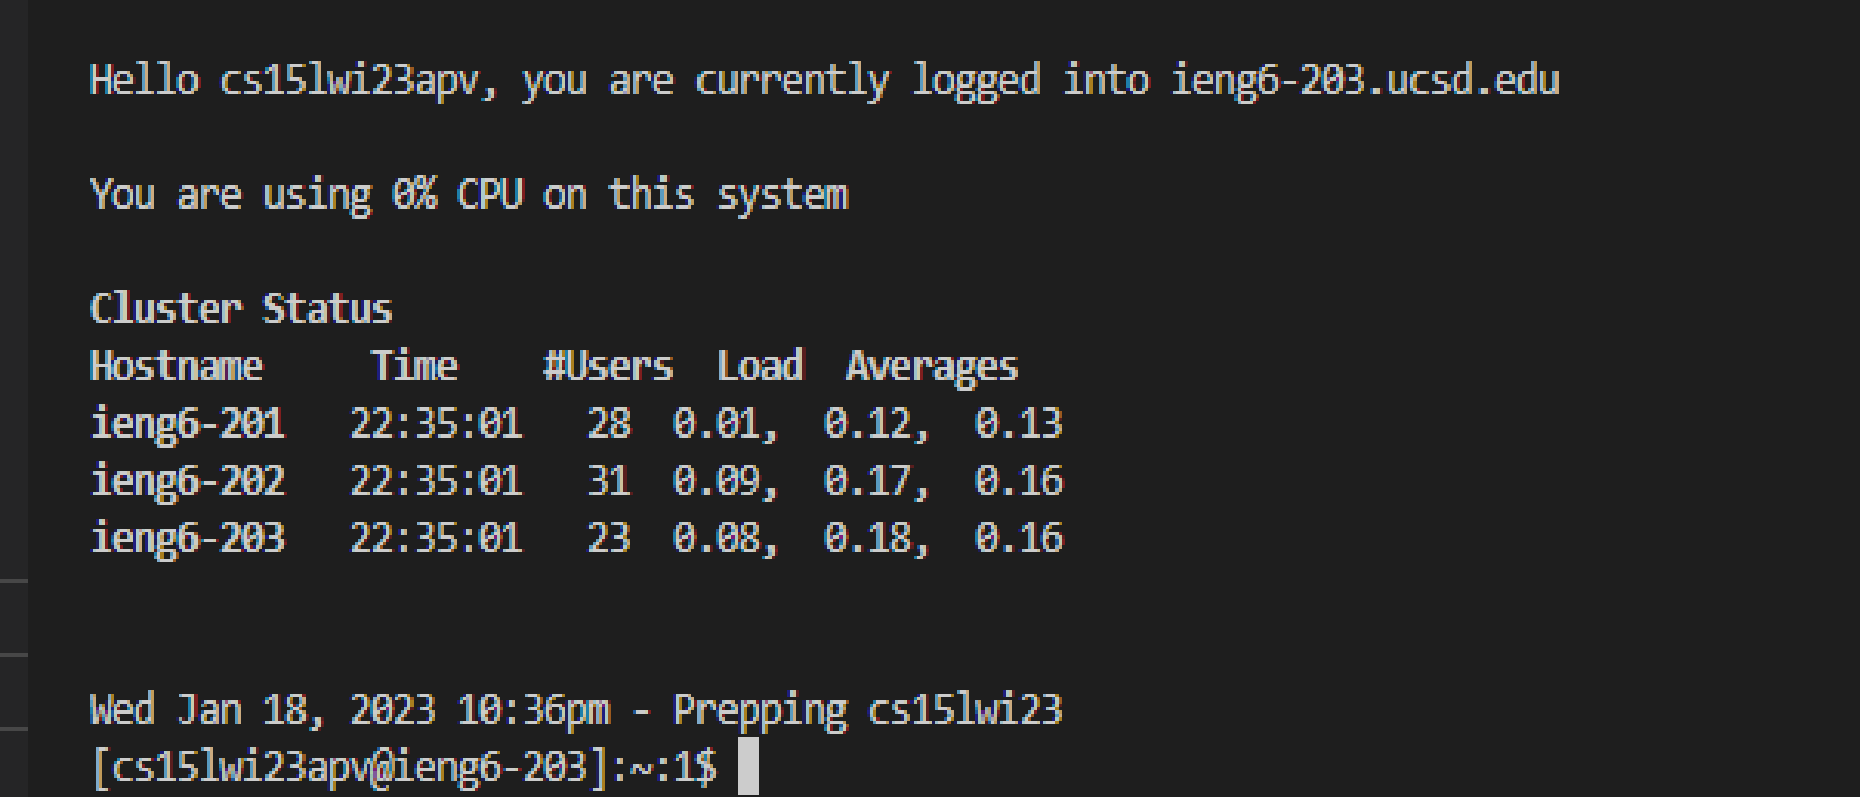 Hello cs15lwi23apv, you are currently logged into ieng6-203.ucsd.edu
You are using 0% CPU on this system
Cluster Status
Hostname     Time    #Users  Load  Averages
ieng6-201   22:35:01   28  0.01,  0.12,  0.13
ieng6-202   22:35:01   31  0.09,  0.17,  0.16
ieng6-203   22:35:01   23  0.08,  0.18,  0.16
Wed Jan 18, 2023 10:36pm - Prepping cs15lwi23
[cs15lwi23apv@ieng6-203]:~:1$